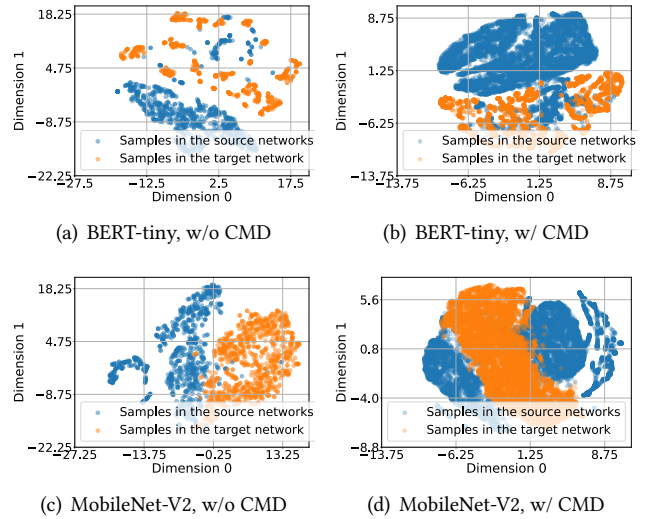 18.25
4.75
−8.75
−22.25
−27.5 −12.5 2.5 17.5
Dimension 1
Dimension 0
Samples in the source networks
Samples in the target network
(a) BERT-tiny, w/o CMD
8.75
1.25
−6.25
−13.75
−13.75 −6.25 1.25 8.75
Dimension 1
Dimension 0
Samples in the source networks
Samples in the target network
(b) BERT-tiny, w/ CMD
18.25
4.75
−8.75
−22.25
−27.25 −13.75 −0.25 13.25
Dimension 1
Dimension 0
Samples in the source networks
Samples in the target network
(c) MobileNet-V2, w/o CMD
5.6
0.8
−4.0
−8.8
−13.75 −6.25 1.25 8.75
Dimension 1
Dimension 0
Samples in the source networks
Samples in the target network
(d) MobileNet-V2, w/ CMD